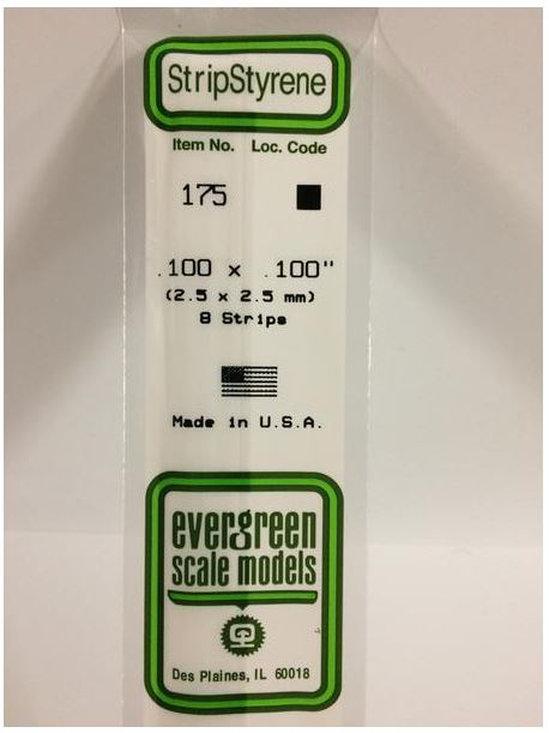 StripStyrene
Item No. Loc. Code
175
.100 x .100"
(2.5 x 2.5 mm)
8 Strips
Made in U.S.A.
evergreen
scale models
Des Plaines, IL 60018